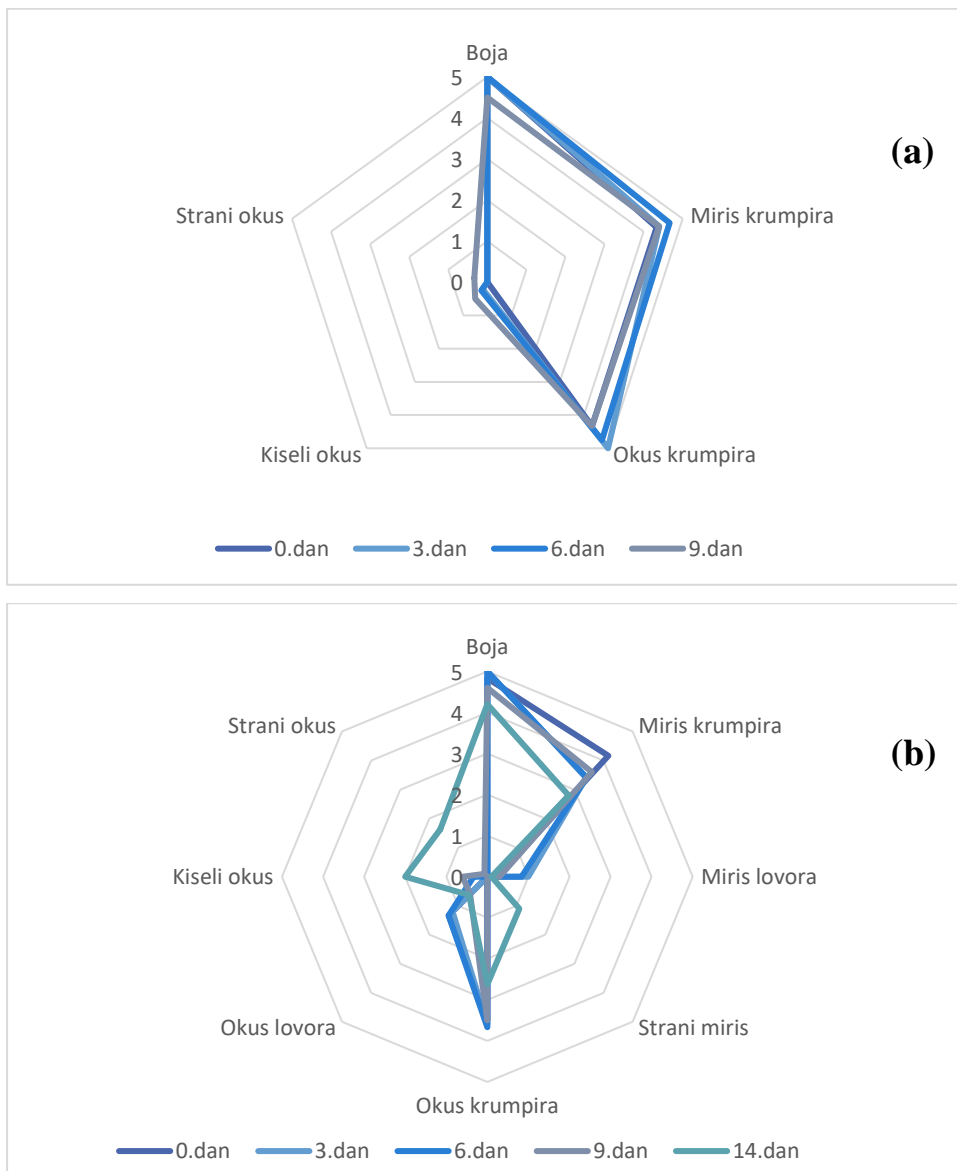 Boja
5
4
3
2
1
0
(a)
Miris krumpira
Strani okus
Kiseli okus
Okus krumpira
0.dan 3.dan 6.dan 9.dan
Boja
5
4
3
2
1
0
Strani okus
Miris krumpira
(b)
Kiseli okus
Miris lovora
Okus lovora
Strani miris
Okus krumpira
0.dan 3.dan 6.dan 9.dan 14.dan